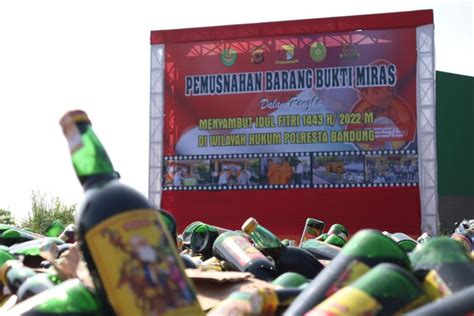 PEMUSNAHAN BARANG BUKTI MIRAS
Dalam Rangka
MENYAMBUT IDUL FITRI 1443 H/ 2022 M
DI WILAYAH HUKUM POLRESTA BANDUNG